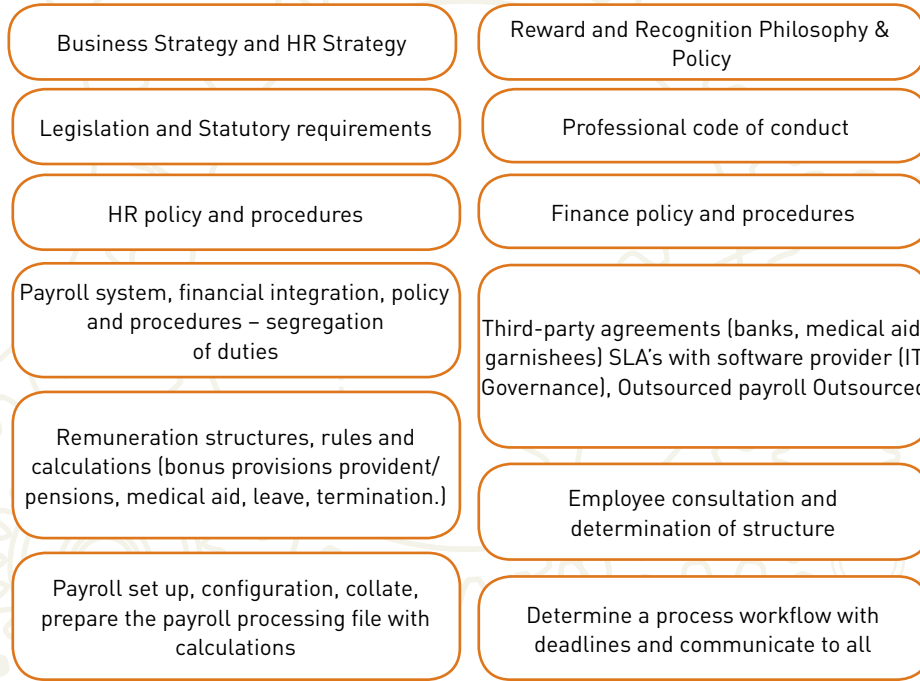 Business Strategy and HR Strategy
Reward and Recognition Philosophy &
Policy
Legislation and Statutory requirements
Professional code of conduct
HR policy and procedures
Finance policy and procedures
Payroll system, financial integration, policy
and procedures – segregation
of duties
Third-party agreements (banks, medical aid
garnishees) SLA's with software provider (IT
Governance), Outsourced payroll Outsourced
Remuneration structures, rules and
calculations (bonus provisions provident/
pensions, medical aid, leave, termination.)
Employee consultation and
determination of structure
Payroll set up, configuration, collate,
prepare the payroll processing file with
calculations
Determine a process workflow with
deadlines and communicate to all